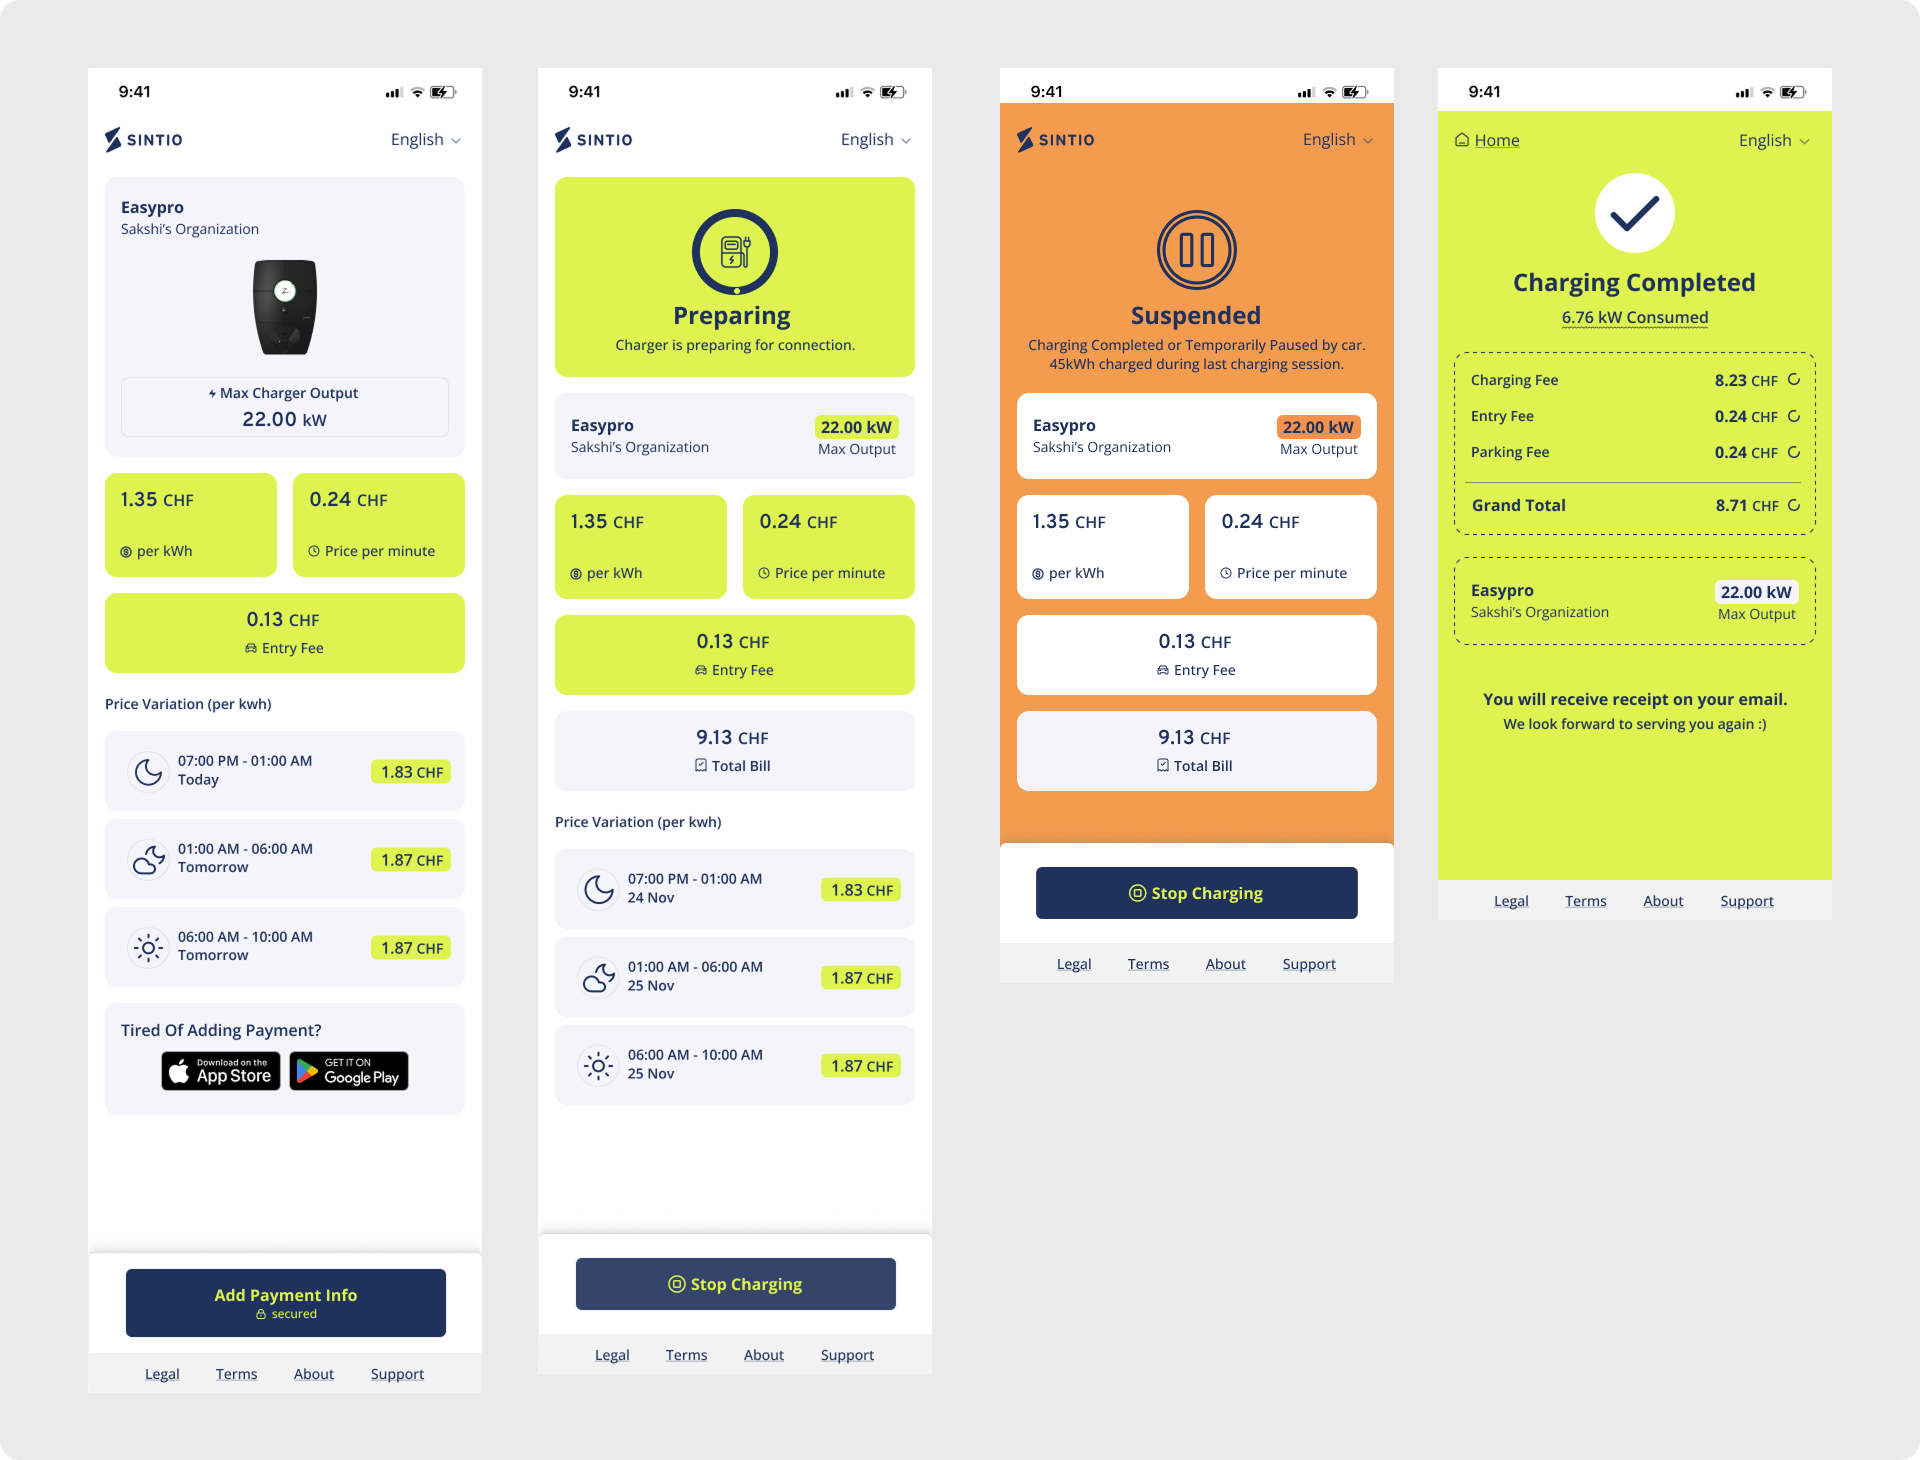 9:41
SINTIO
English
Easypro
Sakshi's Organization
Max Charger Output
22.00 kW
1.35 CHF
per kWh
0.24 CHF
Price per minute
0.13 CHF
Entry Fee
Price Variation (per kwh)
07:00 PM - 01:00 AM
Today
1.83 CHF
01:00 AM - 06:00 AM
Tomorrow
1.87 CHF
06:00 AM - 10:00 AM
Tomorrow
1.87 CHF
Tired Of Adding Payment?
Download on the
App Store
GET IT ON
Google Play
Add Payment Info
secured
Legal Terms About Support
9:41
SINTIO
English
Preparing
Charger is preparing for connection.
Easypro
Sakshi's Organization
22.00 kW
Max Output
1.35 CHF
per kWh
0.24 CHF
Price per minute
0.13 CHF
Entry Fee
9.13 CHF
Total Bill
Price Variation (per kwh)
07:00 PM - 01:00 AM
24 Nov
1.83 CHF
01:00 AM - 06:00 AM
25 Nov
1.87 CHF
06:00 AM - 10:00 AM
25 Nov
1.87 CHF
Stop Charging
Legal Terms About Support
9:41
SINTIO
English
Suspended
Charging Completed or Temporarily Paused by car.
45kWh charged during last charging session.
Easypro
Sakshi's Organization
22.00 kW
Max Output
1.35 CHF
per kWh
0.24 CHF
Price per minute
0.13 CHF
Entry Fee
9.13 CHF
Total Bill
Stop Charging
Legal Terms About Support
9:41
Home
English
Charging Completed
6.76 kW Consumed
Charging Fee 8.23 CHF
Entry Fee 0.24 CHF
Parking Fee 0.24 CHF
Grand Total 8.71 CHF
Easypro
Sakshi's Organization
22.00 kW
Max Output
You will receive receipt on your email.
We look forward to serving you again :)
Legal Terms About Support